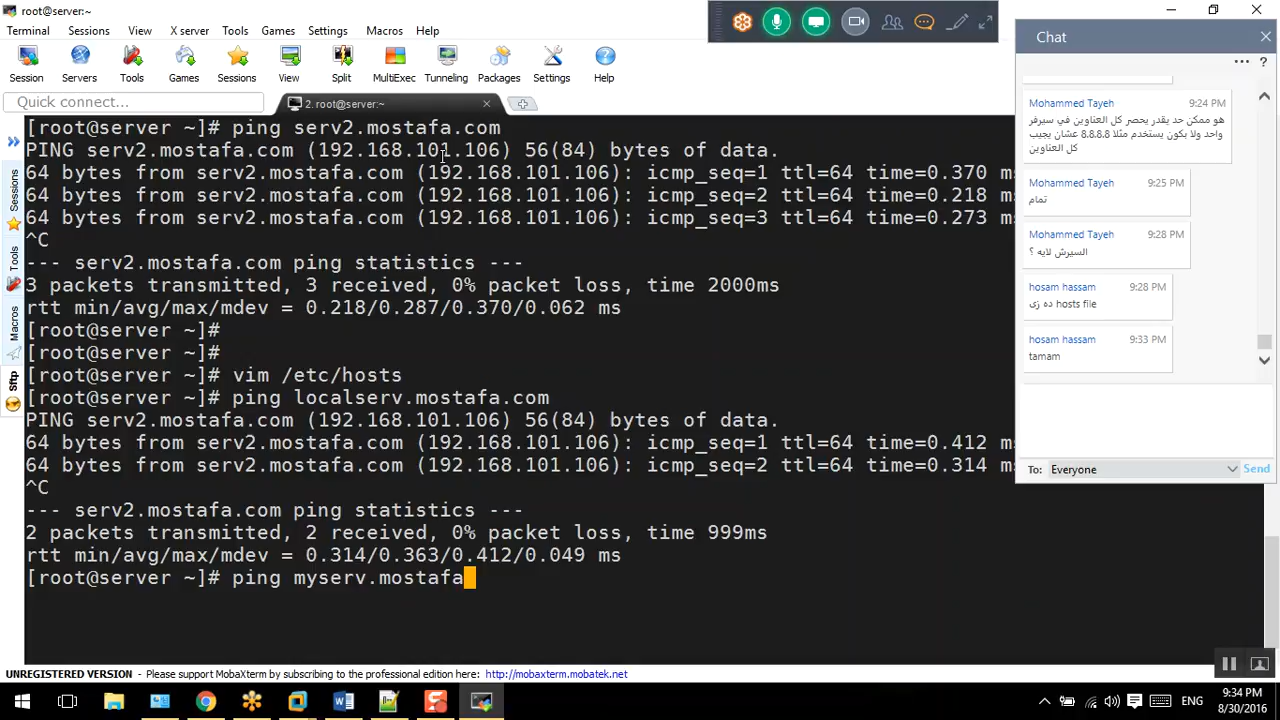 root@server:~
Terminal Sessions View X server Tools Games Settings Macros Help
Session Servers Tools Games Sessions View Split MultiExec Tunneling Packages Settings Help
Quick connect...
2. root@server:~
Sessions
Tools
Macros
Sftp
[root@server ~]# ping serv2.mostafa.com
PING serv2.mostafa.com (192.168.101.106) 56(84) bytes of data.
64 bytes from serv2.mostafa.com (192.168.101.106): icmp_seq=1 ttl=64 time=0.370 ms
64 bytes from serv2.mostafa.com (192.168.101.106): icmp_seq=2 ttl=64 time=0.218 ms
64 bytes from serv2.mostafa.com (192.168.101.106): icmp_seq=3 ttl=64 time=0.273 ms
^C
--- serv2.mostafa.com ping statistics ---
3 packets transmitted, 3 received, 0% packet loss, time 2000ms
rtt min/avg/max/mdev = 0.218/0.287/0.370/0.062 ms
[root@server ~]#
[root@server ~]#
[root@server ~]# vim /etc/hosts
[root@server ~]# ping localserv.mostafa.com
PING serv2.mostafa.com (192.168.101.106) 56(84) bytes of data.
64 bytes from serv2.mostafa.com (192.168.101.106): icmp_seq=1 ttl=64 time=0.412 ms
64 bytes from serv2.mostafa.com (192.168.101.106): icmp_seq=2 ttl=64 time=0.314 ms
^C
--- serv2.mostafa.com ping statistics ---
2 packets transmitted, 2 received, 0% packet loss, time 999ms
rtt min/avg/max/mdev = 0.314/0.363/0.412/0.049 ms
[root@server ~]# ping myserv.mostafa
Chat
Mohammed Tayeh 9:24 PM
هو ممكن حد يقدر يحصر كل العناوين في سيرفر
واحد ولا يكون يستخدم مثلا 8.8.8.8 عشان يجيب
كل العناوين
Mohammed Tayeh 9:25 PM
تمام
Mohammed Tayeh 9:28 PM
السيرش لايه ؟
hosam hassam 9:28 PM
ده زى hosts file
hosam hassam 9:33 PM
tamam
To: Everyone Send
UNREGISTERED VERSION - Please support MobaXterm by subscribing to the professional edition here: http://mobaxterm.mobatek.net
ENG
9:34 PM
8/30/2016